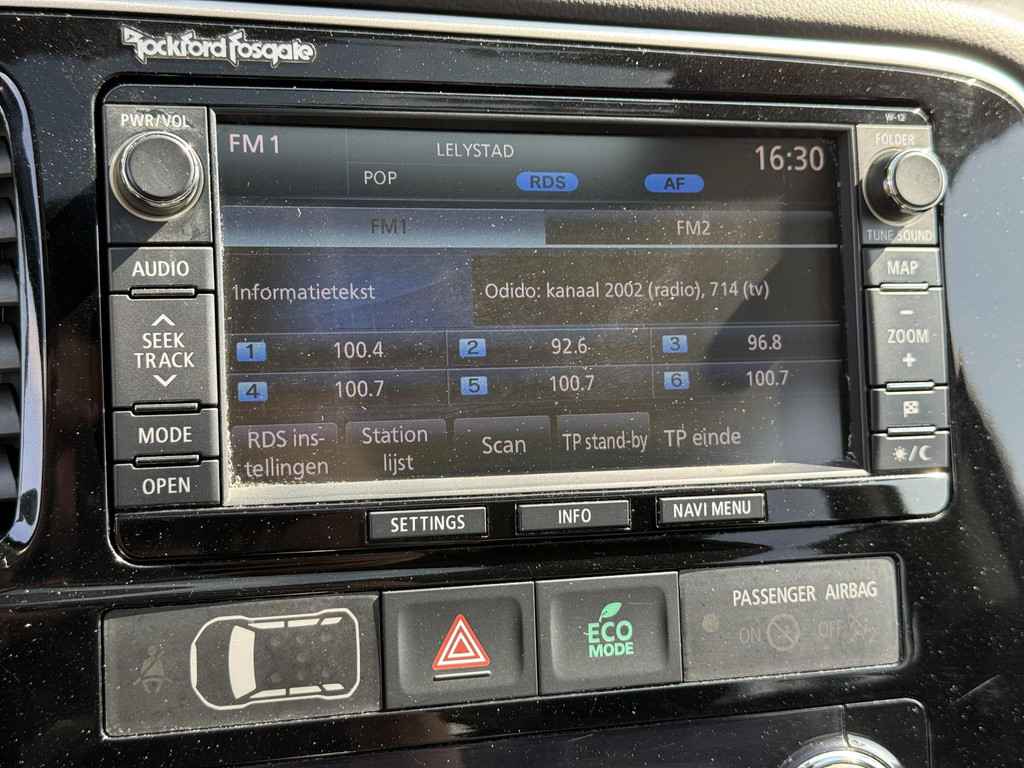 Rockford Fosgate
PWR/VOL
W-12
FM 1
LELYSTAD
16:30
FOLDER
POP
RDS
AF
FM1
FM2
TUNE SOUND
AUDIO
MAP
Informatietekst
Odido: kanaal 2002 (radio), 714 (tv)
SEEK
TRACK
ZOOM
1 100.4
2 92.6
3 96.8
4 100.7
5 100.7
6 100.7
MODE
OPEN
RDS ins-
tellingen
Station
lijst
Scan
TP stand-by
TP einde
SETTINGS
INFO
NAVI MENU
ECO
MODE
PASSENGER AIRBAG
ON
OFF